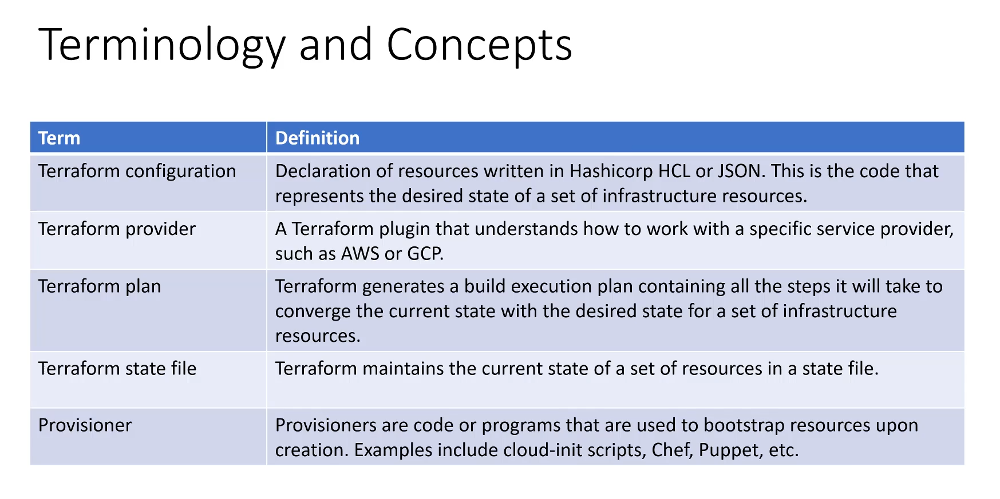 Terminology and Concepts
Term
Definition
Terraform configuration
Declaration of resources written in Hashicorp HCL or JSON. This is the code that
represents the desired state of a set of infrastructure resources.
Terraform provider
A Terraform plugin that understands how to work with a specific service provider,
such as AWS or GCP.
Terraform plan
Terraform generates a build execution plan containing all the steps it will take to
converge the current state with the desired state for a set of infrastructure
resources.
Terraform state file
Terraform maintains the current state of a set of resources in a state file.
Provisioner
Provisioners are code or programs that are used to bootstrap resources upon
creation. Examples include cloud-init scripts, Chef, Puppet, etc.